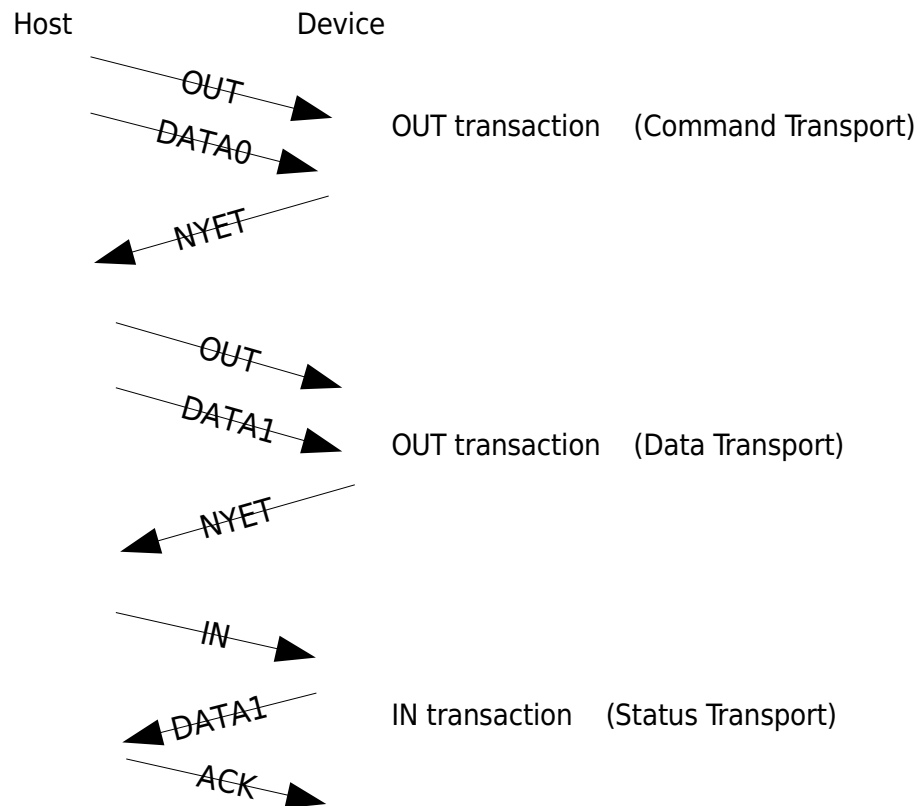 Host Device
OUT
DATA0
OUT transaction (Command Transport)
NYET
OUT
DATA1
OUT transaction (Data Transport)
NYET
IN
DATA1
IN transaction (Status Transport)
ACK